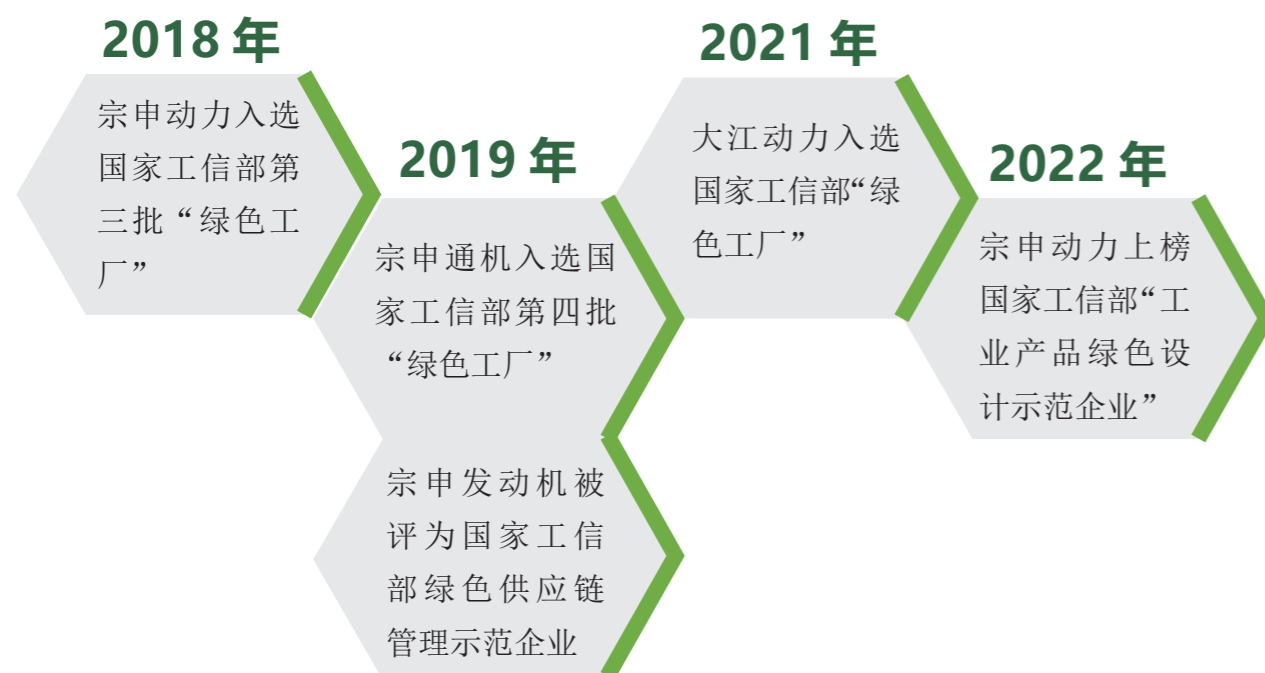 2018 年
宗申动力入选
国家工信部第
三批“绿色工
厂”
2019 年
宗申通机入选国
家工信部第四批
“绿色工厂”
宗申发动机被
评为国家工信
部绿色供应链
管理示范企业
2021 年
大江动力入选
国家工信部“绿
色工厂”
2022 年
宗申动力上榜
国家工信部“工
业产品绿色设
计示范企业”